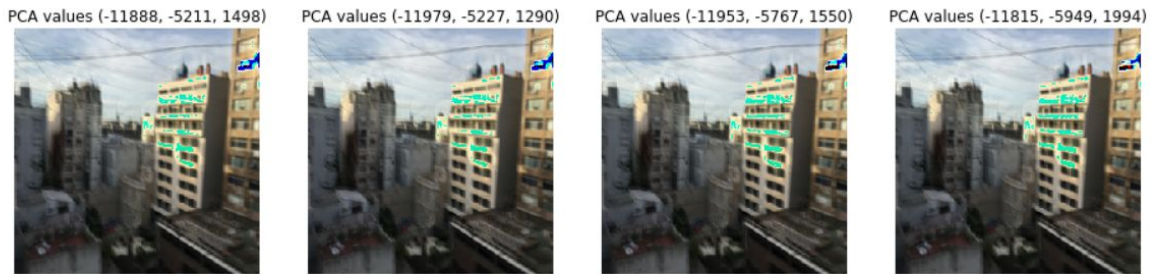 PCA values (-11888, -5211, 1498)
PCA values (-11979, -5227, 1290)
PCA values (-11953, -5767, 1550)
PCA values (-11815, -5949, 1994)